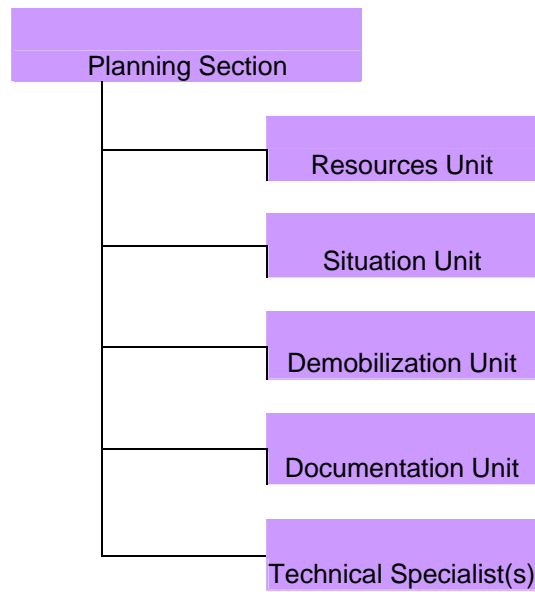 Planning Section
Resources Unit
Situation Unit
Demobilization Unit
Documentation Unit
Technical Specialist(s)